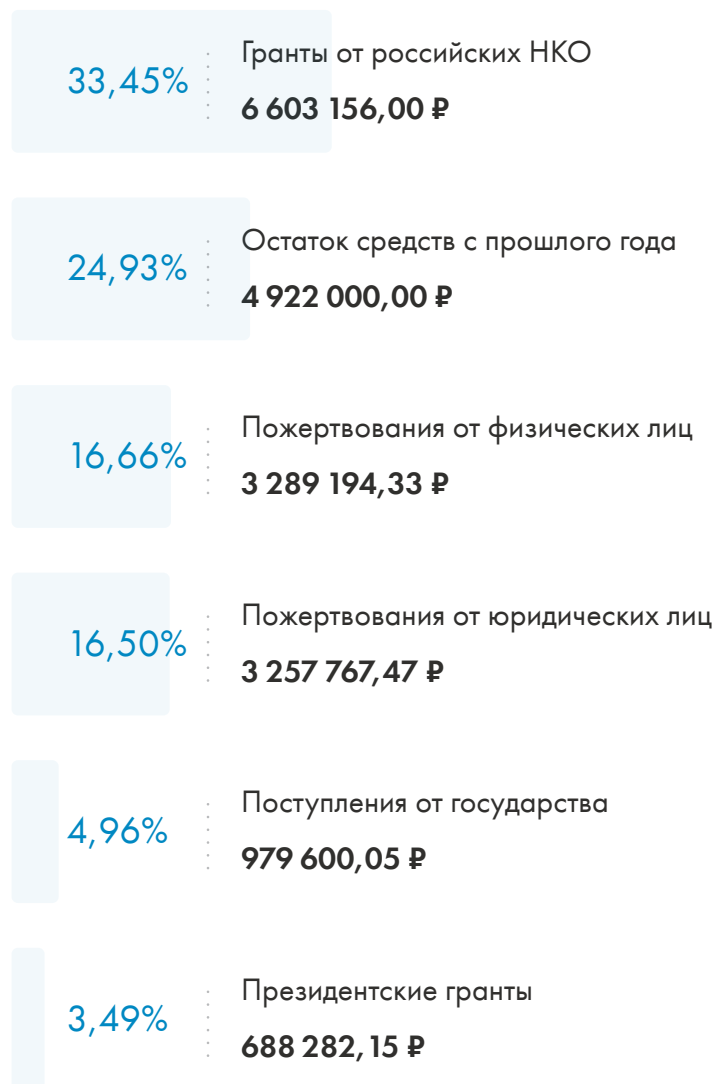 33,45%
Гранты от российских НКО
6 603 156,00 ₽
24,93%
Остаток средств с прошлого года
4 922 000,00 ₽
16,66%
Пожертвования от физических лиц
3 289 194,33 ₽
16,50%
Пожертвования от юридических лиц
3 257 767,47 ₽
4,96%
Поступления от государства
979 600,05 ₽
3,49%
Президентские гранты
688 282,15 ₽